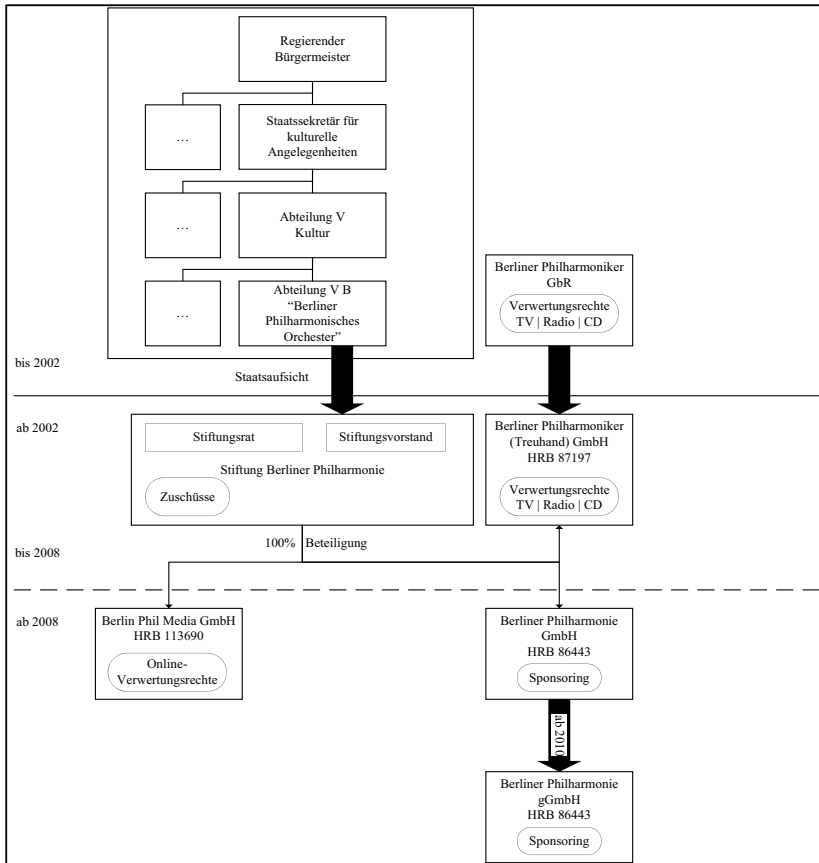 Regierender
Bürgermeister
…
Staatssekretär für
kulturelle
Angelegenheiten
…
Abteilung V
Kultur
…
Abteilung V B
“Berliner
Philharmonisches
Orchester”
Berliner Philharmoniker
GbR
Verwertungsrechte
TV | Radio | CD
bis 2002
Staatsaufsicht
ab 2002
Stiftungsrat
Stiftungsvorstand
Stiftung Berliner Philharmonie
Zuschüsse
Berliner Philharmoniker
(Treuhand) GmbH
HRB 87197
Verwertungsrechte
TV | Radio | CD
100%
Beteiligung
bis 2008
ab 2008
Berlin Phil Media GmbH
HRB 113690
Online-
Verwertungsrechte
Berliner Philharmonie
GmbH
HRB 86443
Sponsoring
ab 2010
Berliner Philharmonie
gGmbH
HRB 86443
Sponsoring